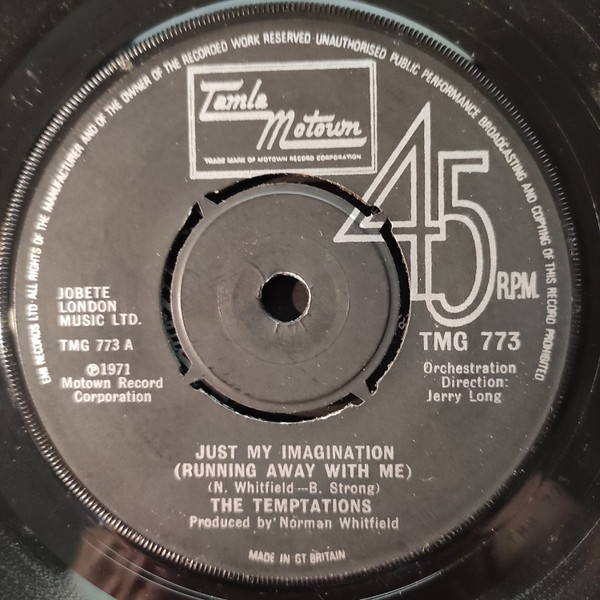 EMI RECORDS LTD ALL RIGHTS OF THE MANUFACTURER AND OF THE OWNER OF THE RECORDED WORK RESERVED·UNAUTHORISED PUBLIC PERFORMANCE BROADCASTING AND COPYING OF THIS RECORD PROHIBITED
Tamla
Motown
TRADE MARK OF MOTOWN RECORD CORPORATION
45
R.P.M.
JOBETE
LONDON
MUSIC LTD.
TMG 773 A
℗1971
Motown Record
Corporation
TMG 773
Orchestration
Direction:
Jerry Long
JUST MY IMAGINATION
(RUNNING AWAY WITH ME)
(N. Whitfield—B. Strong)
THE TEMPTATIONS
Produced by Norman Whitfield
MADE IN GT BRITAIN